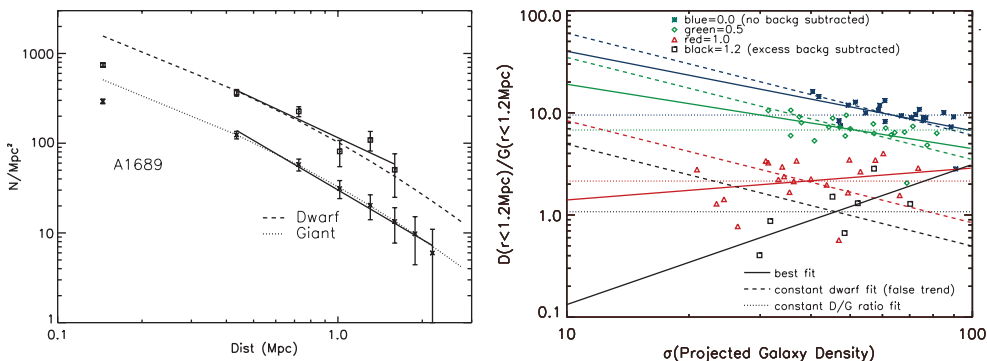 1000
100
10
1
N/Mpc²
A1689
Dwarf
Giant
0.1
1.0
Dist (Mpc)
100.0
10.0
1.0
0.1
D(r<1.2Mpc)/G(r<1.2Mpc)
blue=0.0 (no backg subtracted)
green=0.5
red=1.0
black=1.2 (excess backg subtracted)
best fit
constant dwarf fit (false trend)
constant D/G ratio fit
10
100
σ(Projected Galaxy Density)